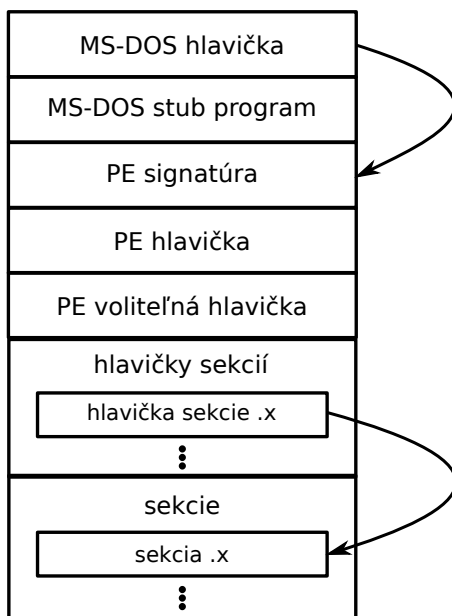 MS-DOS hlavička
MS-DOS stub program
PE signatúra
PE hlavička
PE voliteľná hlavička
hlavičky sekcií
hlavička sekcie .x
sekcie
sekcia .x